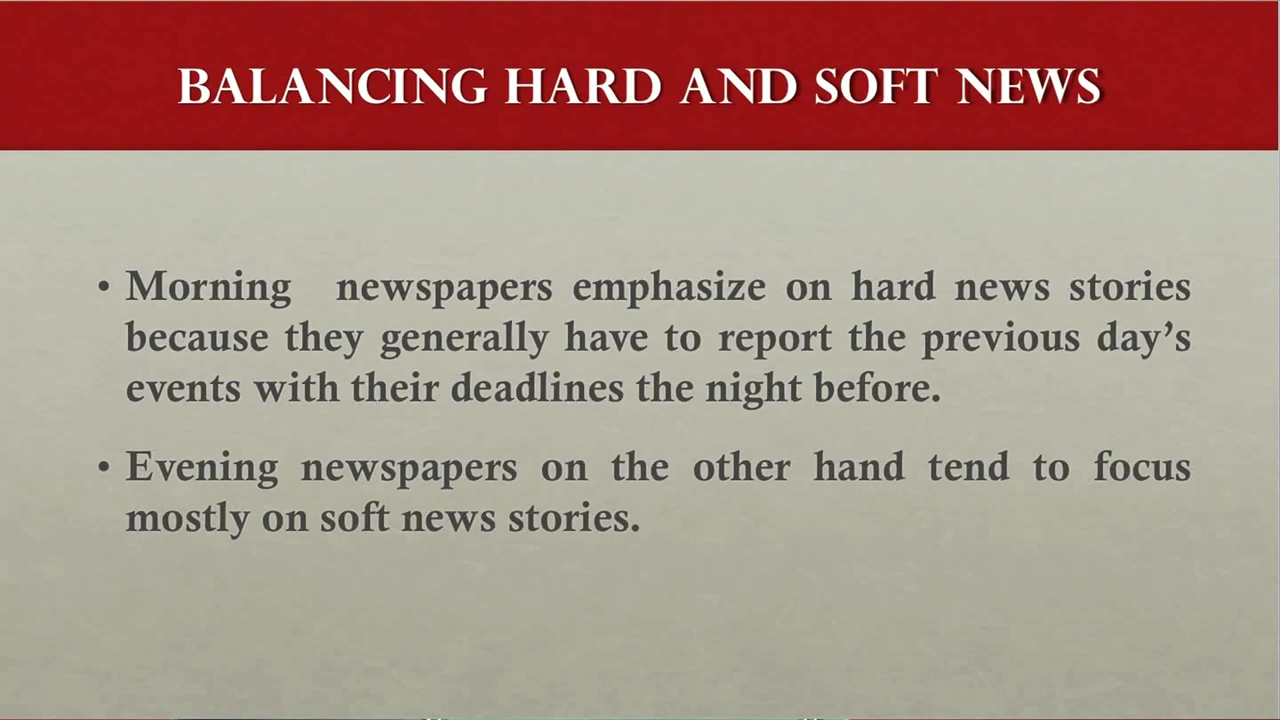 BALANCING HARD AND SOFT NEWS
• Morning newspapers emphasize on hard news stories
because they generally have to report the previous day’s
events with their deadlines the night before.
• Evening newspapers on the other hand tend to focus
mostly on soft news stories.